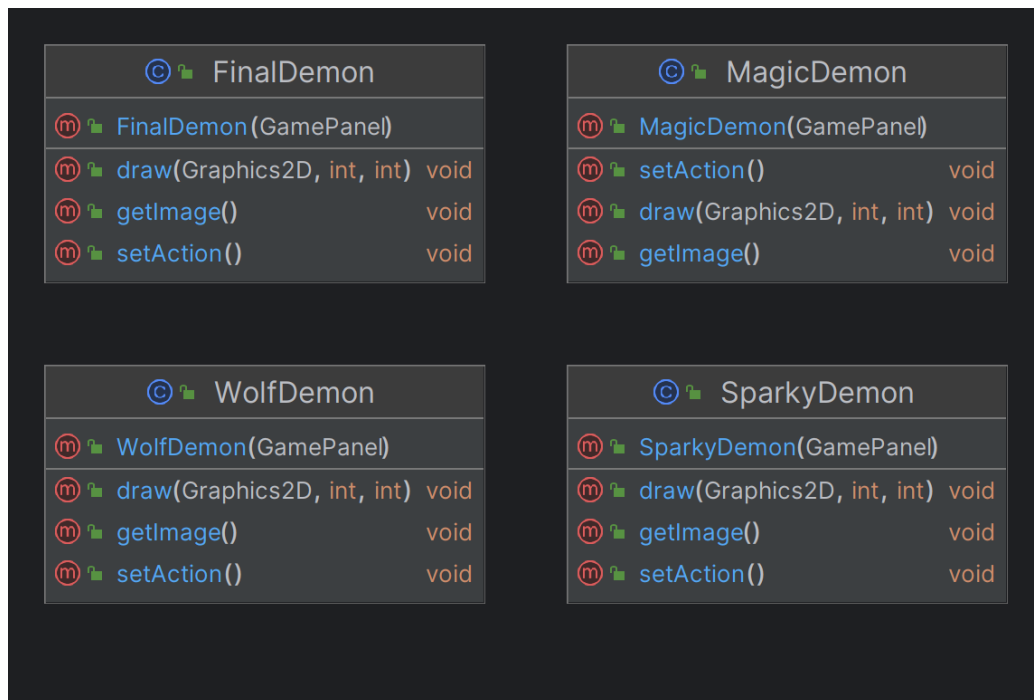 FinalDemon
FinalDemon(GamePanel)
draw(Graphics2D, int, int) void
getImage() void
setAction() void
MagicDemon
MagicDemon(GamePanel)
setAction() void
draw(Graphics2D, int, int) void
getImage() void
WolfDemon
WolfDemon(GamePanel)
draw(Graphics2D, int, int) void
getImage() void
setAction() void
SparkyDemon
SparkyDemon(GamePanel)
draw(Graphics2D, int, int) void
getImage() void
setAction() void